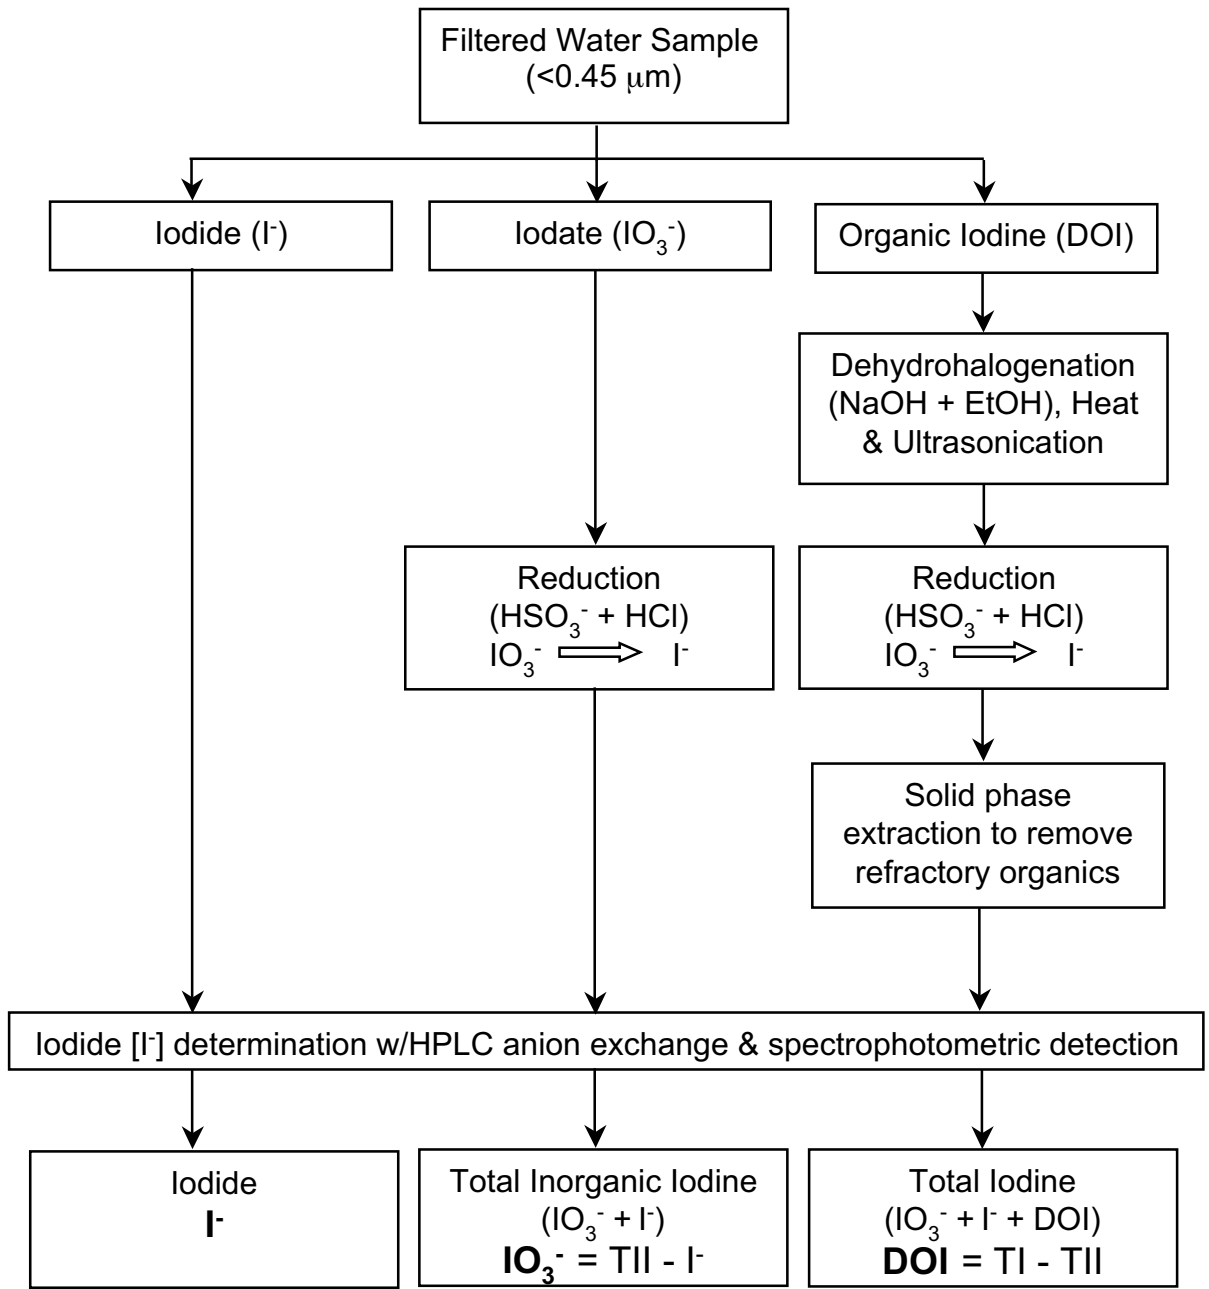 Filtered Water Sample
(<0.45 μm)
Iodide (I⁻)
Iodate (IO₃⁻)
Organic Iodine (DOI)
Dehydrohalogenation
(NaOH + EtOH), Heat
& Ultrasonication
Reduction
(HSO₃⁻ + HCl)
IO₃⁻ ⇒ I⁻
Reduction
(HSO₃⁻ + HCl)
IO₃⁻ ⇒ I⁻
Solid phase
extraction to remove
refractory organics
Iodide [I⁻] determination w/HPLC anion exchange & spectrophotometric detection
Iodide
I⁻
Total Inorganic Iodine
(IO₃⁻ + I⁻)
IO₃⁻ = TII - I⁻
Total Iodine
(IO₃⁻ + I⁻ + DOI)
DOI = TI - TII